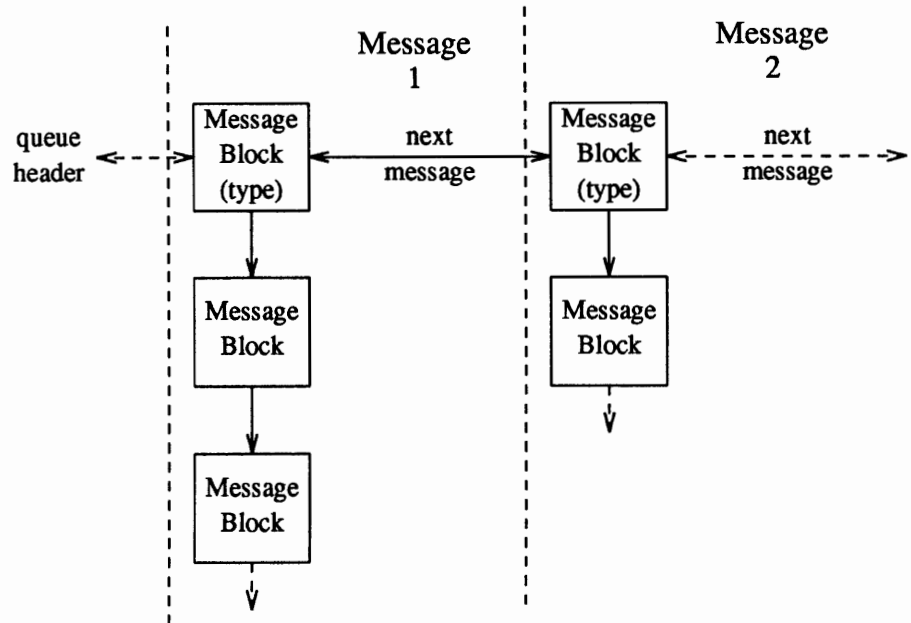 Message
1
Message
2
queue
header
Message
Block
(type)
next
message
Message
Block
(type)
next
message
Message
Block
Message
Block
Message
Block